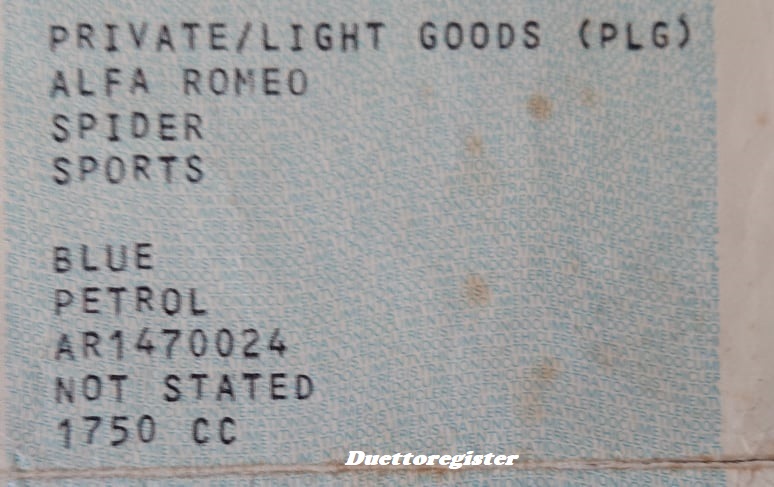 PRIVATE/LIGHT GOODS (PLG)
ALFA ROMEO
SPIDER
SPORTS
BLUE
PETROL
AR1470024
NOT STATED
1750 CC
Duettoregister